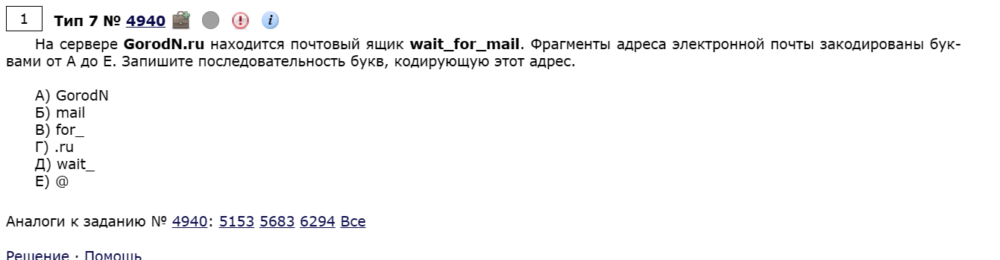 1 Тип 7 № 4940
На сервере GorodN.ru находится почтовый ящик wait_for_mail. Фрагменты адреса электронной почты закодированы бук-
вами от А до Е. Запишите последовательность букв, кодирующую этот адрес.
А) GorodN
Б) mail
В) for_
Г) .ru
Д) wait_
Е) @
Аналоги к заданию № 4940: 5153 5683 6294 Все
Решение · Помощь